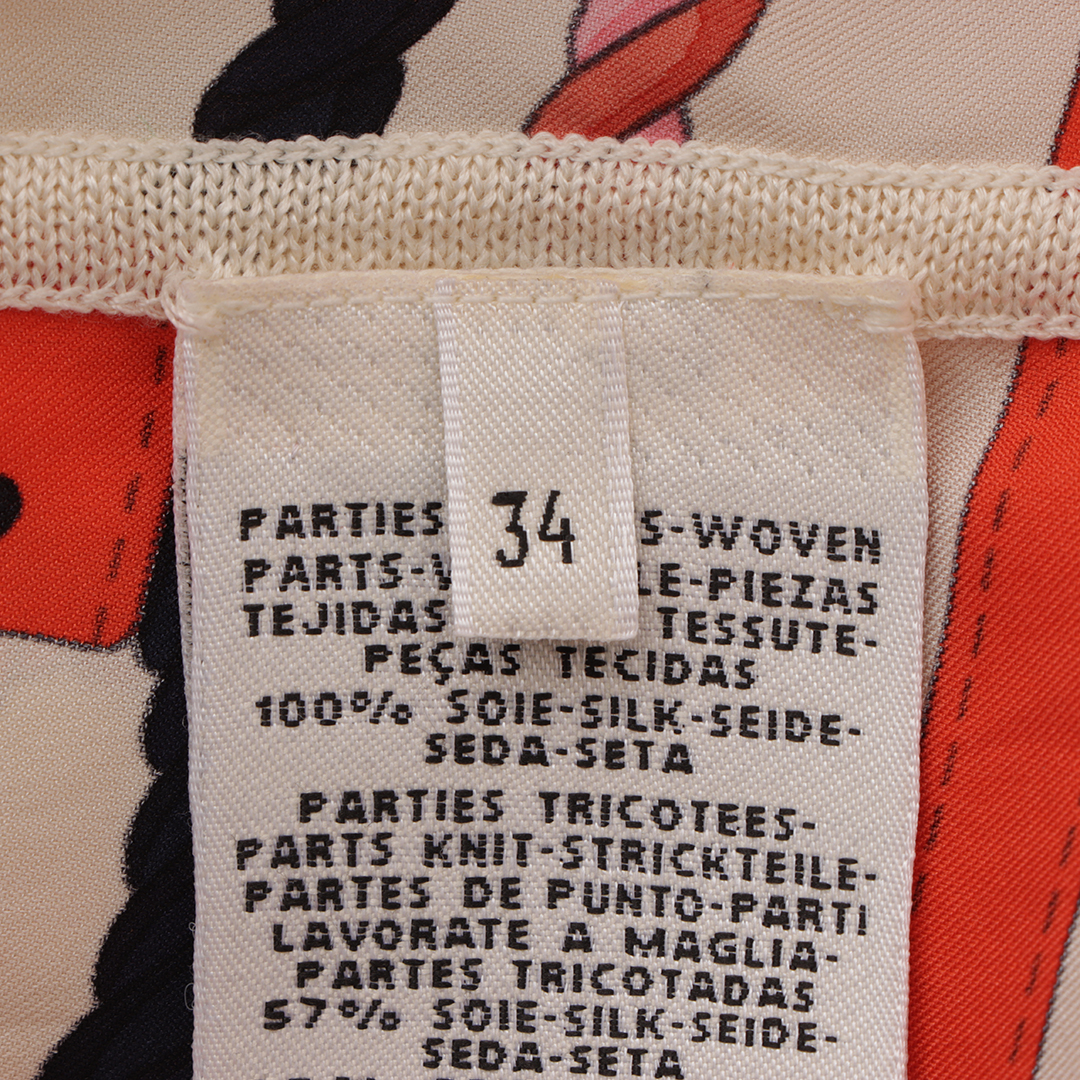 34
PARTIES S-WOVEN
PARTS- LE-PIEZAS
TEJIDAS TESSUTE-
PEÇAS TECIDAS
100% SOIE-SILK-SEIDE-
SEDA-SETA
PARTIES TRICOTEES-
PARTS KNIT-STRICKTEILE-
PARTES DE PUNTO-PARTI
LAVORATE A MAGLIA-
PARTES TRICOTADAS
57% SOIE-SILK-SEIDE-
SEDA-SETA